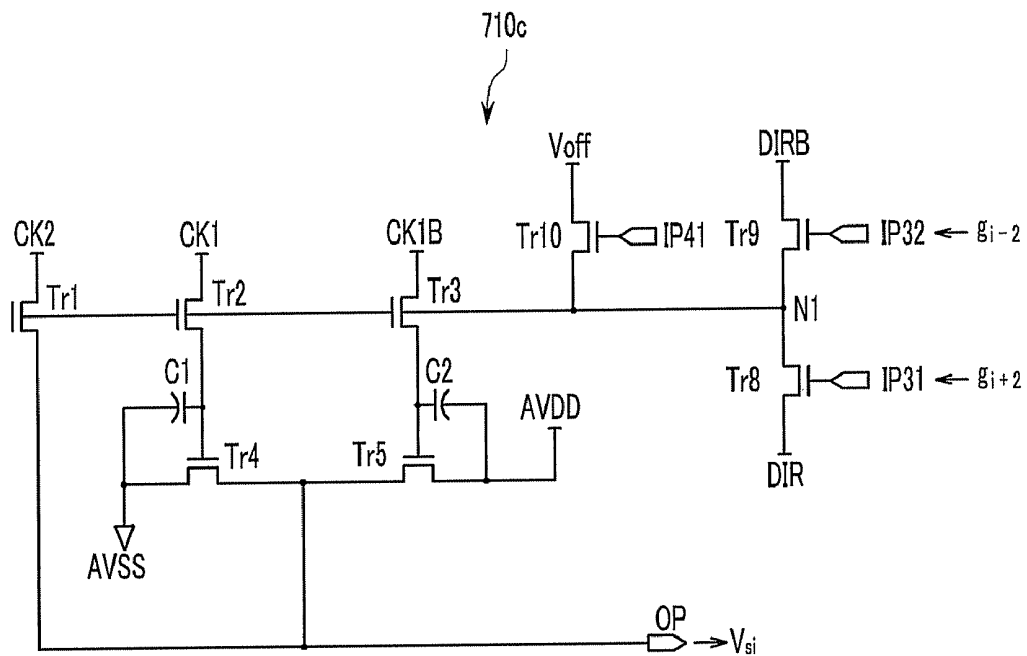 710c
Voff
DIRB
CK2
CK1
CK1B
Tr10
IP41
Tr9
IP32
gi-2
Tr1
Tr2
Tr3
N1
C1
C2
Tr8
IP31
gi+2
AVDD
Tr4
Tr5
DIR
AVSS
OP
Vsi